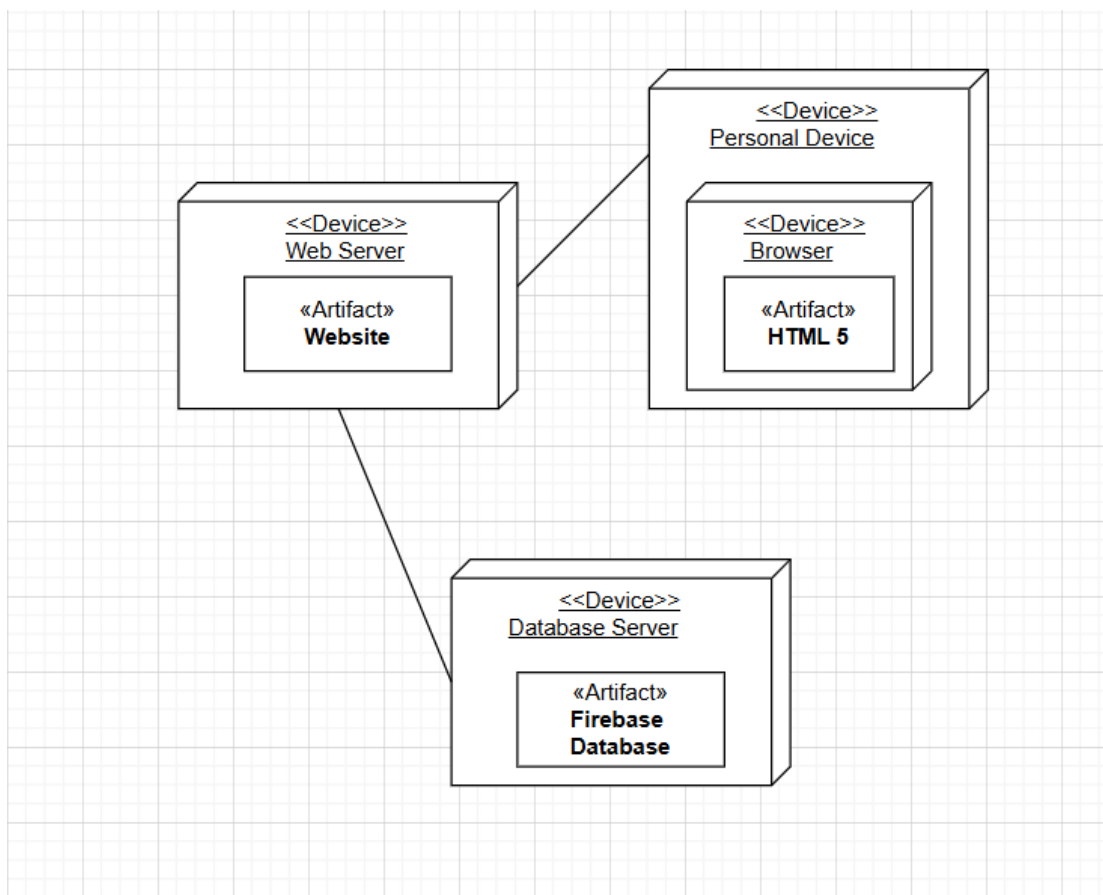 <<Device>>
Personal Device
<<Device>>
Browser
«Artifact»
HTML 5
<<Device>>
Web Server
«Artifact»
Website
<<Device>>
Database Server
«Artifact»
Firebase
Database